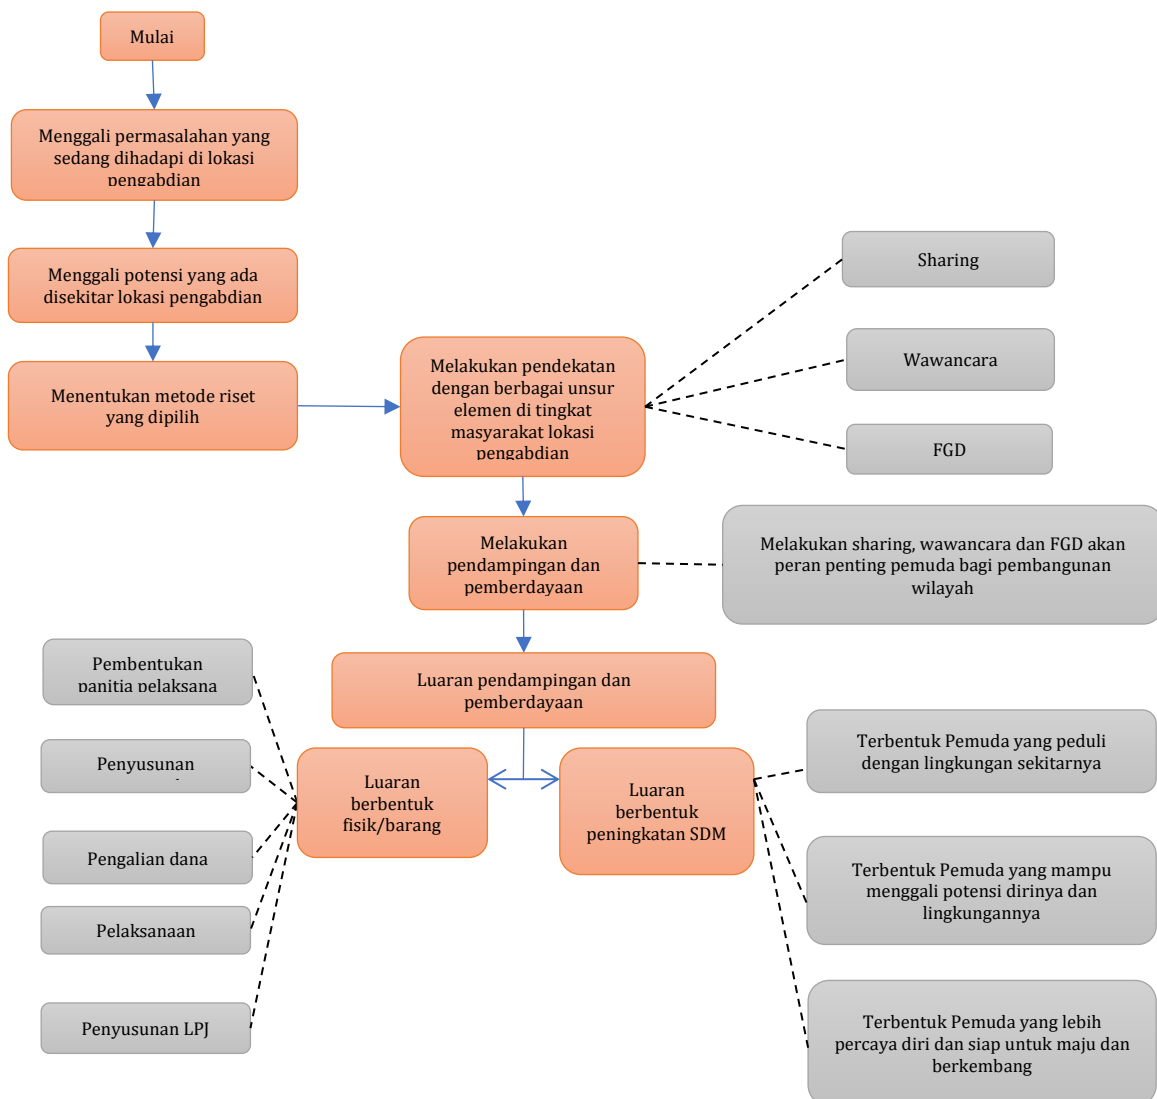 Mulai
Menggali permasalahan yang
sedang dihadapi di lokasi
pengabdian
Menggali potensi yang ada
disekitar lokasi pengabdian
Menentukan metode riset
yang dipilih
Melakukan pendekatan
dengan berbagai unsur
elemen di tingkat
masyarakat lokasi
pengabdian
Sharing
Wawancara
FGD
Melakukan
pendampingan dan
pemberdayaan
Melakukan sharing, wawancara dan FGD akan
peran penting pemuda bagi pembangunan
wilayah
Luaran pendampingan dan
pemberdayaan
Luaran
berbentuk
fisik/barang
Luaran
berbentuk
peningkatan SDM
Pembentukan
panitia pelaksana
Penyusunan
Pengalian dana
Pelaksanaan
Penyusunan LPJ
Terbentuk Pemuda yang peduli
dengan lingkungan sekitarnya
Terbentuk Pemuda yang mampu
menggali potensi dirinya dan
lingkungannya
Terbentuk Pemuda yang lebih
percaya diri dan siap untuk maju dan
berkembang